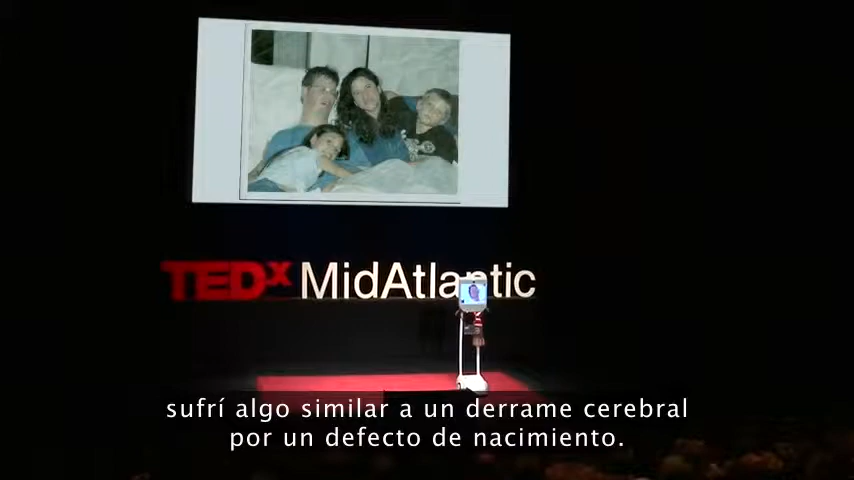 TEDx MidAtlantic
sufrí algo similar a un derrame cerebral
por un defecto de nacimiento.